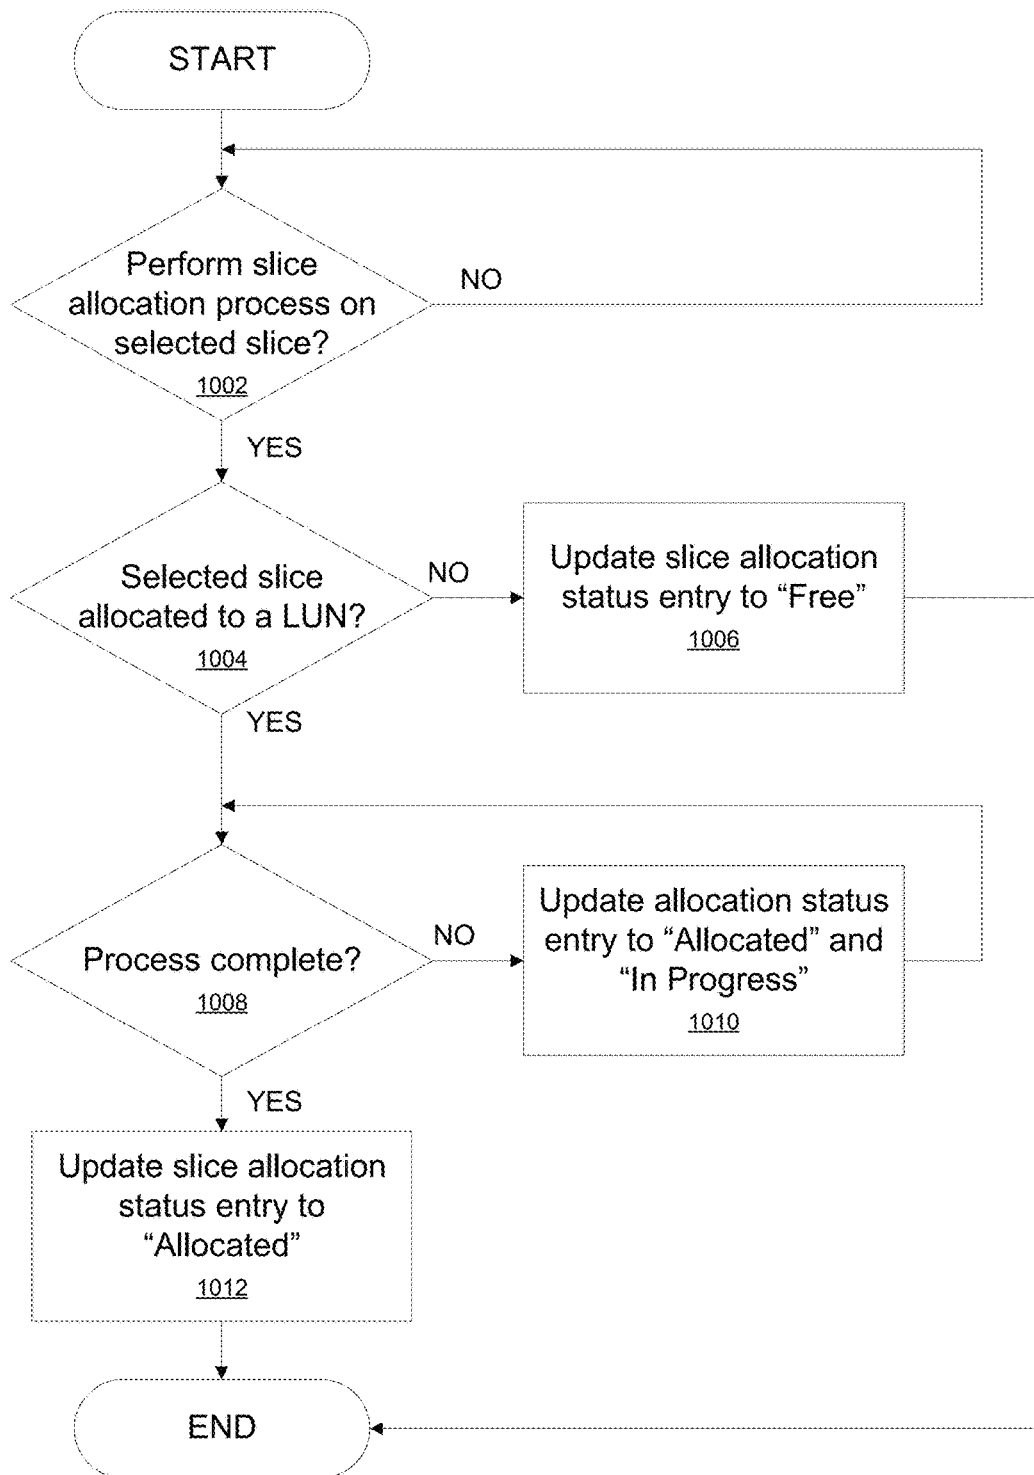 START
Perform slice
allocation process on
selected slice?
1002
NO
YES
Selected slice
allocated to a LUN?
1004
NO
Update slice allocation
status entry to “Free”
1006
YES
Process complete?
1008
NO
Update allocation status
entry to “Allocated” and
“In Progress”
1010
YES
Update slice allocation
status entry to
“Allocated”
1012
END